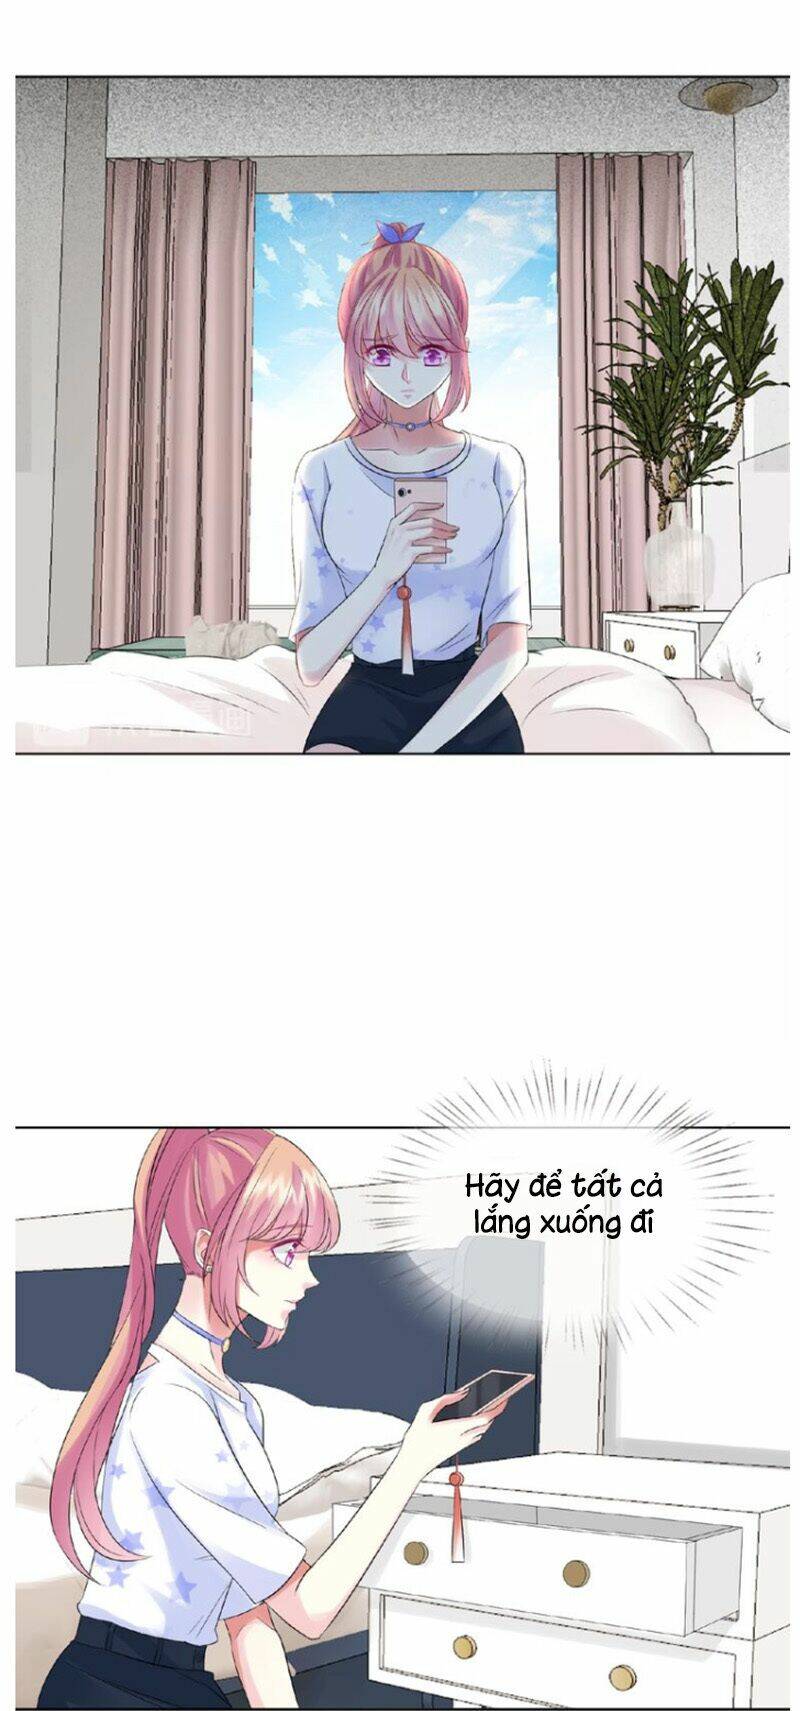 Hãy để tất cả
lắng xuống đi